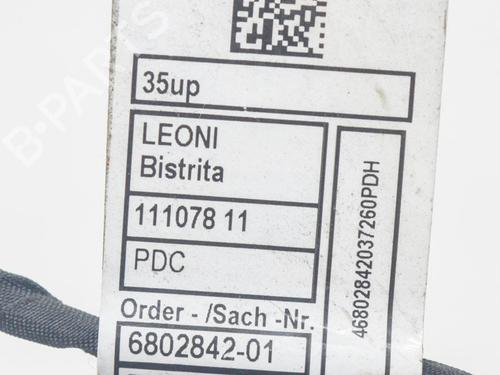 35up
LEONI
Bistrita
111078 11
PDC
Order - /Sach -Nr.
6802842-01
46802842037260PDH
B-PARTS